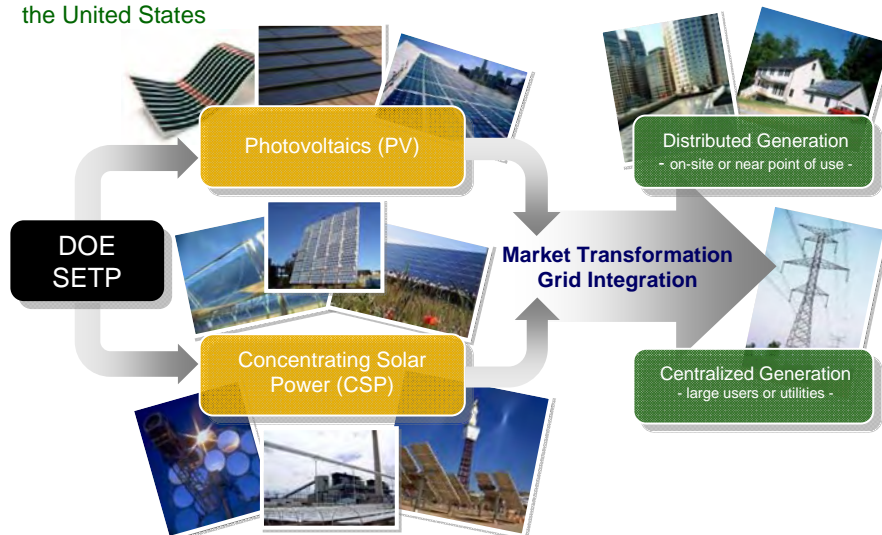 the United States
Photovoltaics (PV)
Distributed Generation
- on-site or near point of use -
DOE
SETP
Market Transformation
Grid Integration
Concentrating Solar
Power (CSP)
Centralized Generation
- large users or utilities -